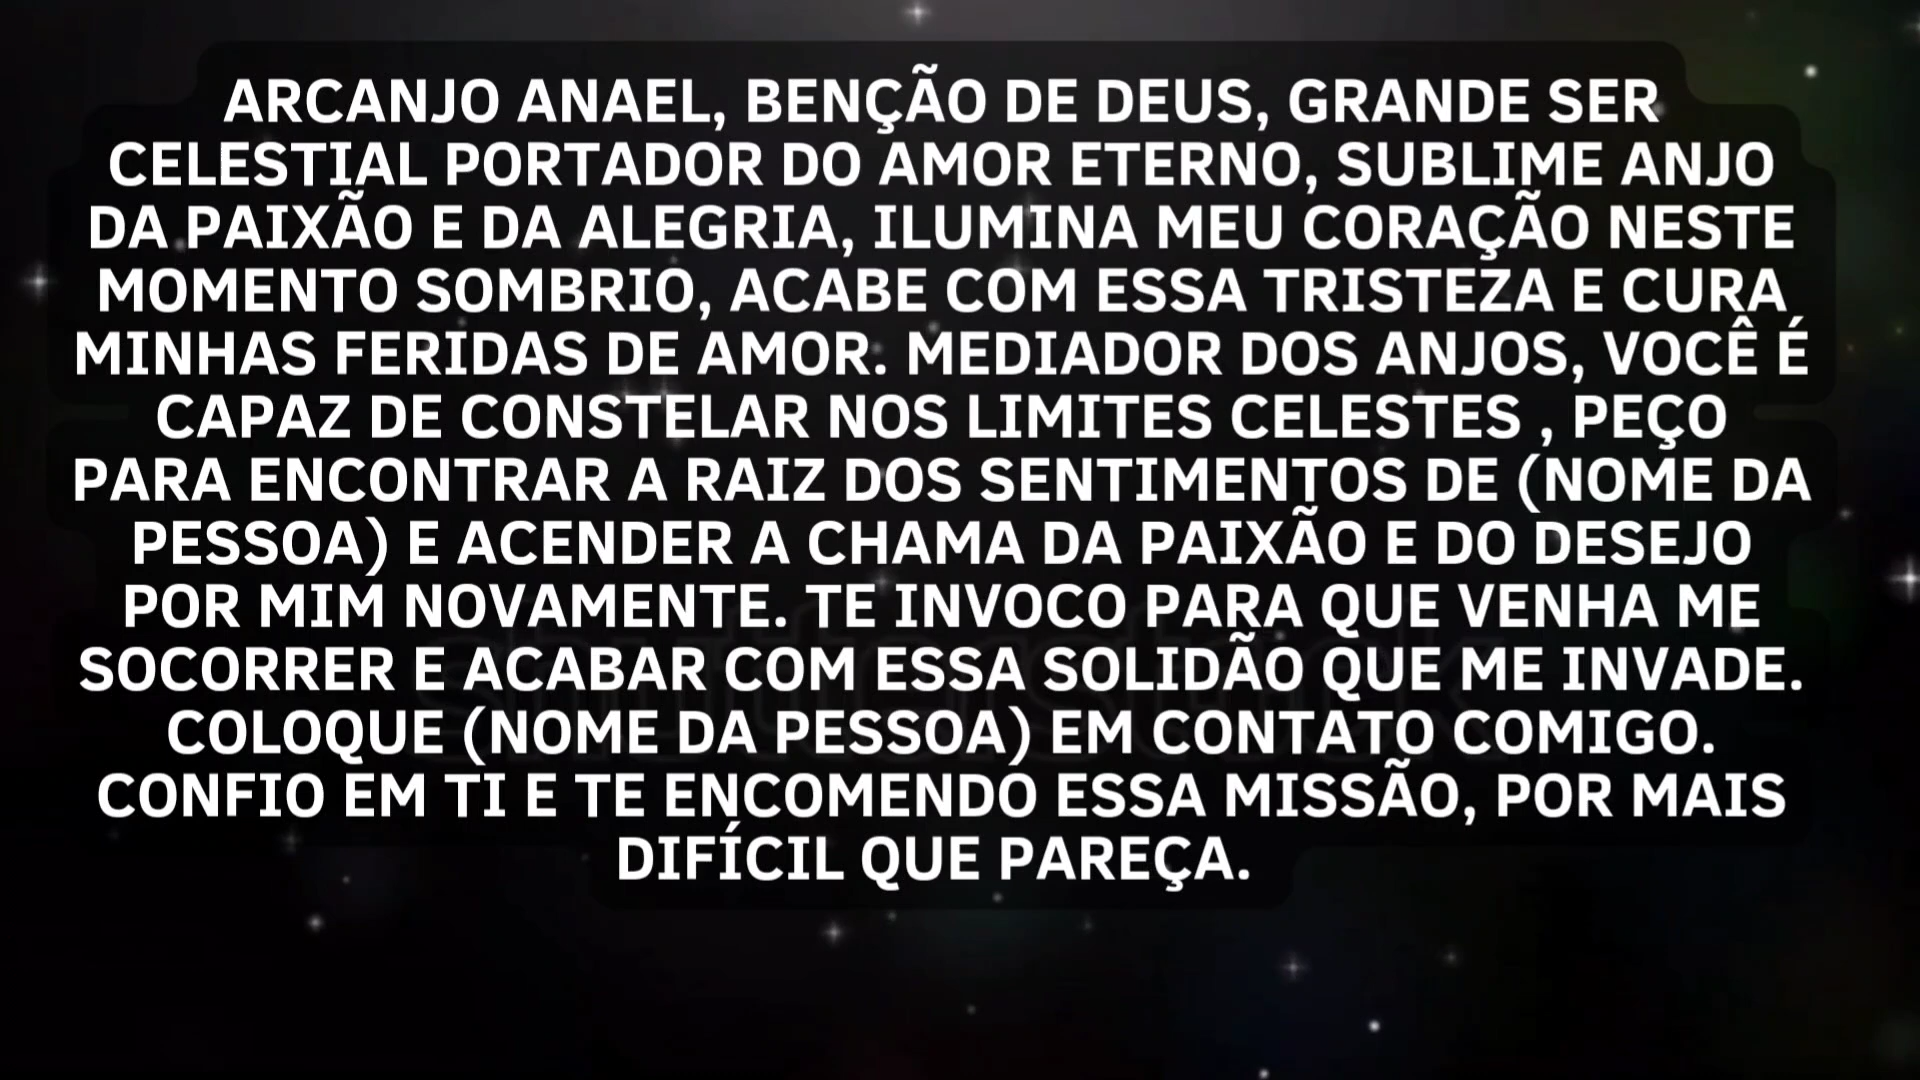 ARCANJO ANAEL, BENÇÃO DE DEUS, GRANDE SER
CELESTIAL PORTADOR DO AMOR ETERNO, SUBLIME ANJO
DA PAIXÃO E DA ALEGRIA, ILUMINA MEU CORAÇÃO NESTE
MOMENTO SOMBRIO, ACABE COM ESSA TRISTEZA E CURA
MINHAS FERIDAS DE AMOR. MEDIADOR DOS ANJOS, VOCÊ É
CAPAZ DE CONSTELAR NOS LIMITES CELESTES , PEÇO
PARA ENCONTRAR A RAIZ DOS SENTIMENTOS DE (NOME DA
PESSOA) E ACENDER A CHAMA DA PAIXÃO E DO DESEJO
POR MIM NOVAMENTE. TE INVOCO PARA QUE VENHA ME
SOCORRER E ACABAR COM ESSA SOLIDÃO QUE ME INVADE.
COLOQUE (NOME DA PESSOA) EM CONTATO COMIGO.
CONFIO EM TI E TE ENCOMENDO ESSA MISSÃO, POR MAIS
DIFÍCIL QUE PAREÇA.
shutterstock